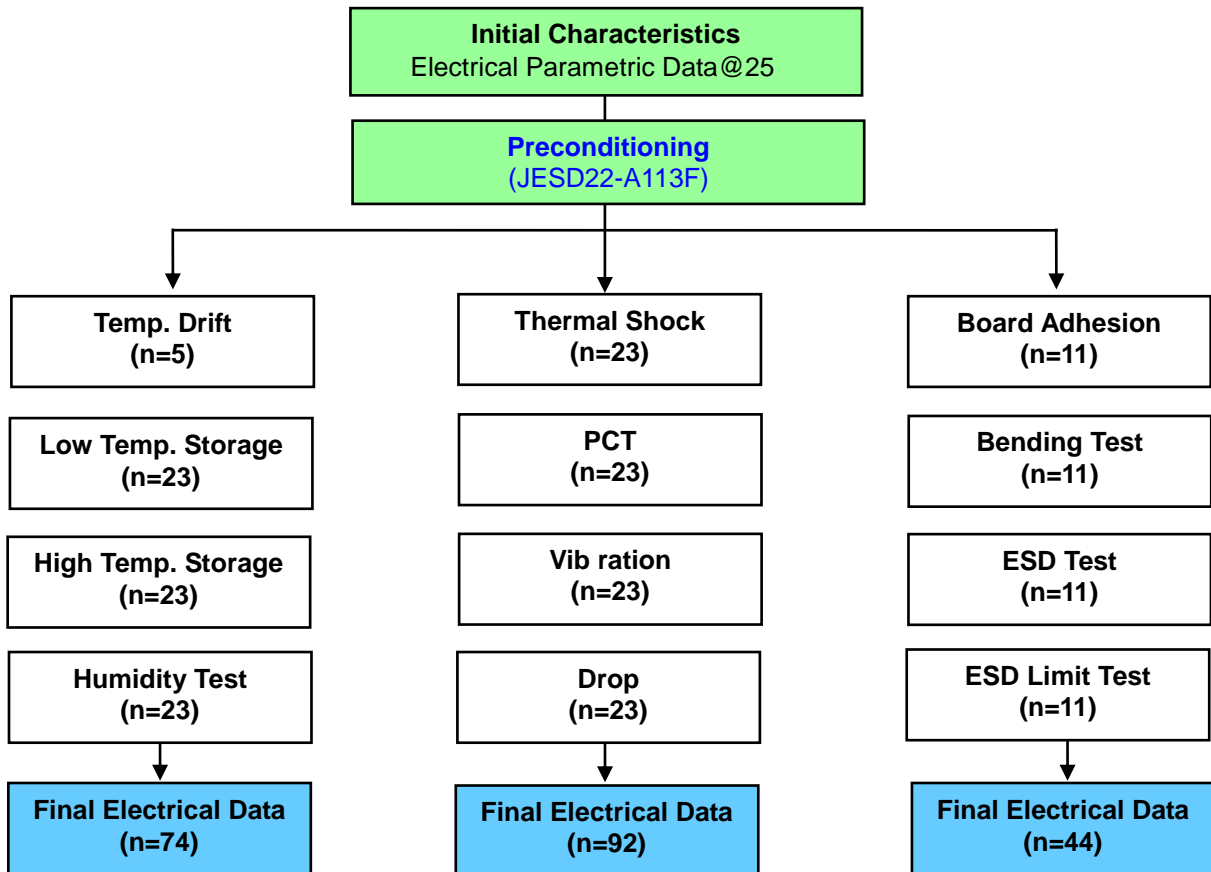 Initial Characteristics
Electrical Parametric Data@25
Preconditioning
(JESD22-A113F)
Temp. Drift
(n=5)
Thermal Shock
(n=23)
Board Adhesion
(n=11)
Low Temp. Storage
(n=23)
PCT
(n=23)
Bending Test
(n=11)
High Temp. Storage
(n=23)
Vib ration
(n=23)
ESD Test
(n=11)
Humidity Test
(n=23)
Drop
(n=23)
ESD Limit Test
(n=11)
Final Electrical Data
(n=74)
Final Electrical Data
(n=92)
Final Electrical Data
(n=44)